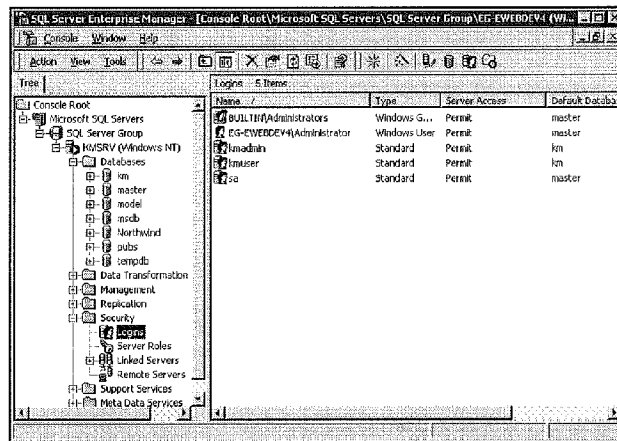 SQL Server Enterprise Manager - [Console Root\Microsoft SQL Servers\SQL Server Group\EG-EWEBDEV4 (Wi...
Console Window Help
Action View Tools
Tree
Logins 5 Items
Console Root
Microsoft SQL Servers
SQL Server Group
KMSRV (Windows NT)
Databases
km
master
model
msdb
Northwind
pubs
tempdb
Data Transformation
Management
Replication
Security
Logins
Server Roles
Linked Servers
Remote Servers
Support Services
Meta Data Services
Name Type Server Access Default Databa
BUILTIN\Administrators Windows G... Permit master
EG-EWEBDEV4\Administrator Windows User Permit master
kmadmin Standard Permit km
kmuser Standard Permit km
sa Standard Permit master